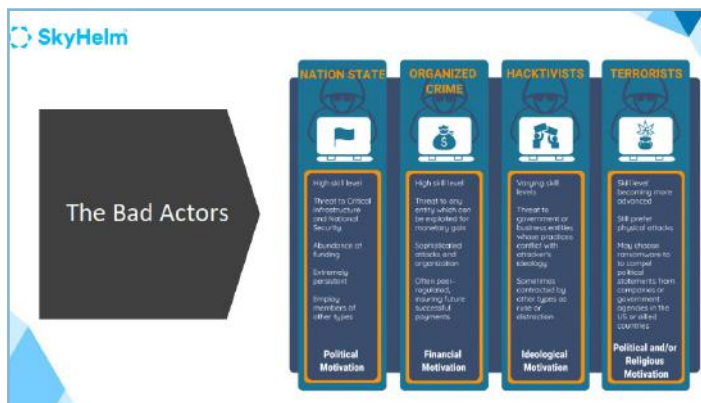 SkyHelm
The Bad Actors
NATION STATE
High skill level
Threat to Critical
Infrastructure
and National
Security
Abundance of
funding
Extremely
persistent
Employ
members of
other types
Political
Motivation
ORGANIZED
CRIME
$
High skill level
Threat to any
entity which can
be exploited for
monetary gain
Sophisticated
attacks and
organization
Often peer-
regulated,
insuring future
successful
payments
Financial
Motivation
HACKTIVISTS
Varying skill
levels
Threat to
government or
business entities
whose practices
conflict with
attacker's
ideology
Sometimes
contracted by
other types as
ruse or
distraction
Ideological
Motivation
TERRORISTS
Skill level
becoming more
advanced
Still prefer
physical attacks
May choose
ransomware to
to compel
political
statements from
companies or
government
agencies in the
US or allied
countries
Political and/or
Religious
Motivation